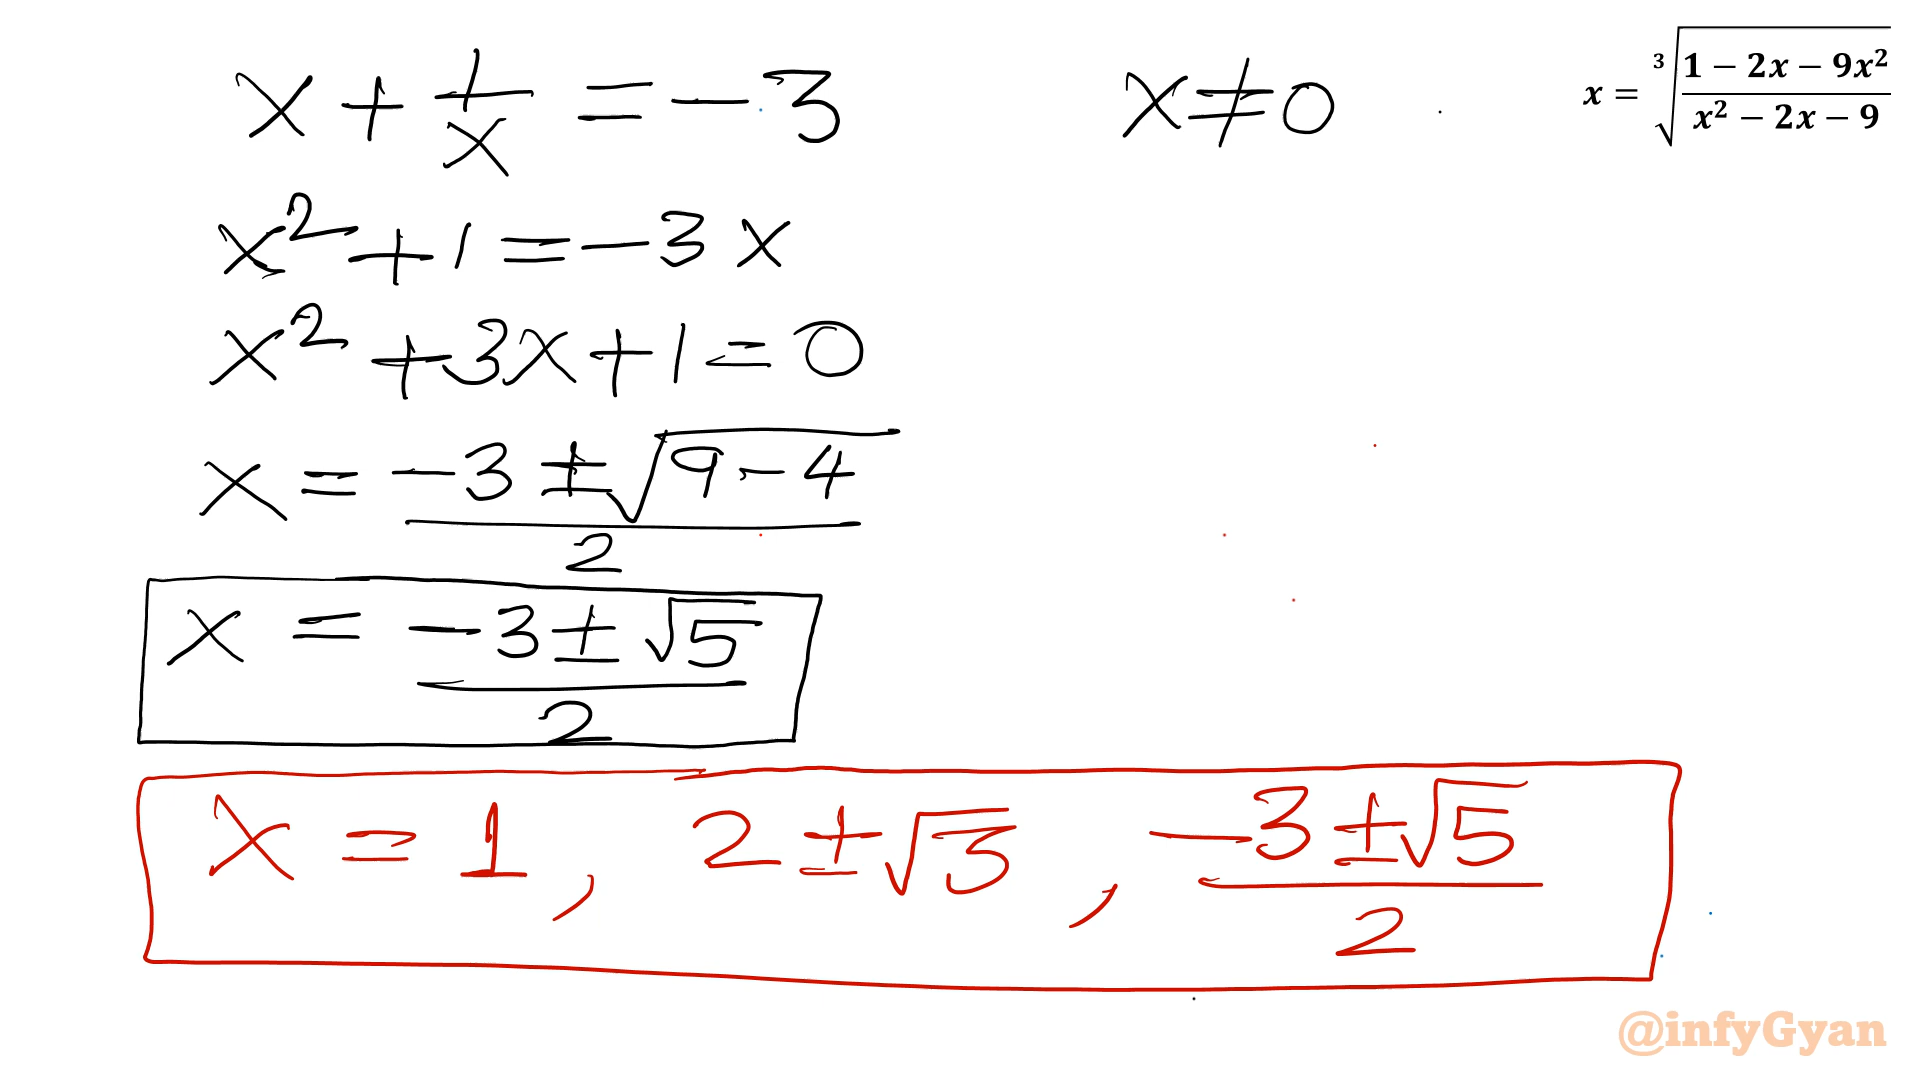 x + 1/x = -3    x ≠ 0    x = ∛((1 − 2x − 9x²)/(x² − 2x − 9))
x² + 1 = -3x
x² + 3x + 1 = 0
x = (-3 ± √(9 - 4))/2
x = (-3 ± √5)/2
x = 1, 2 ± √3, (-3 ± √5)/2
@infyGyan